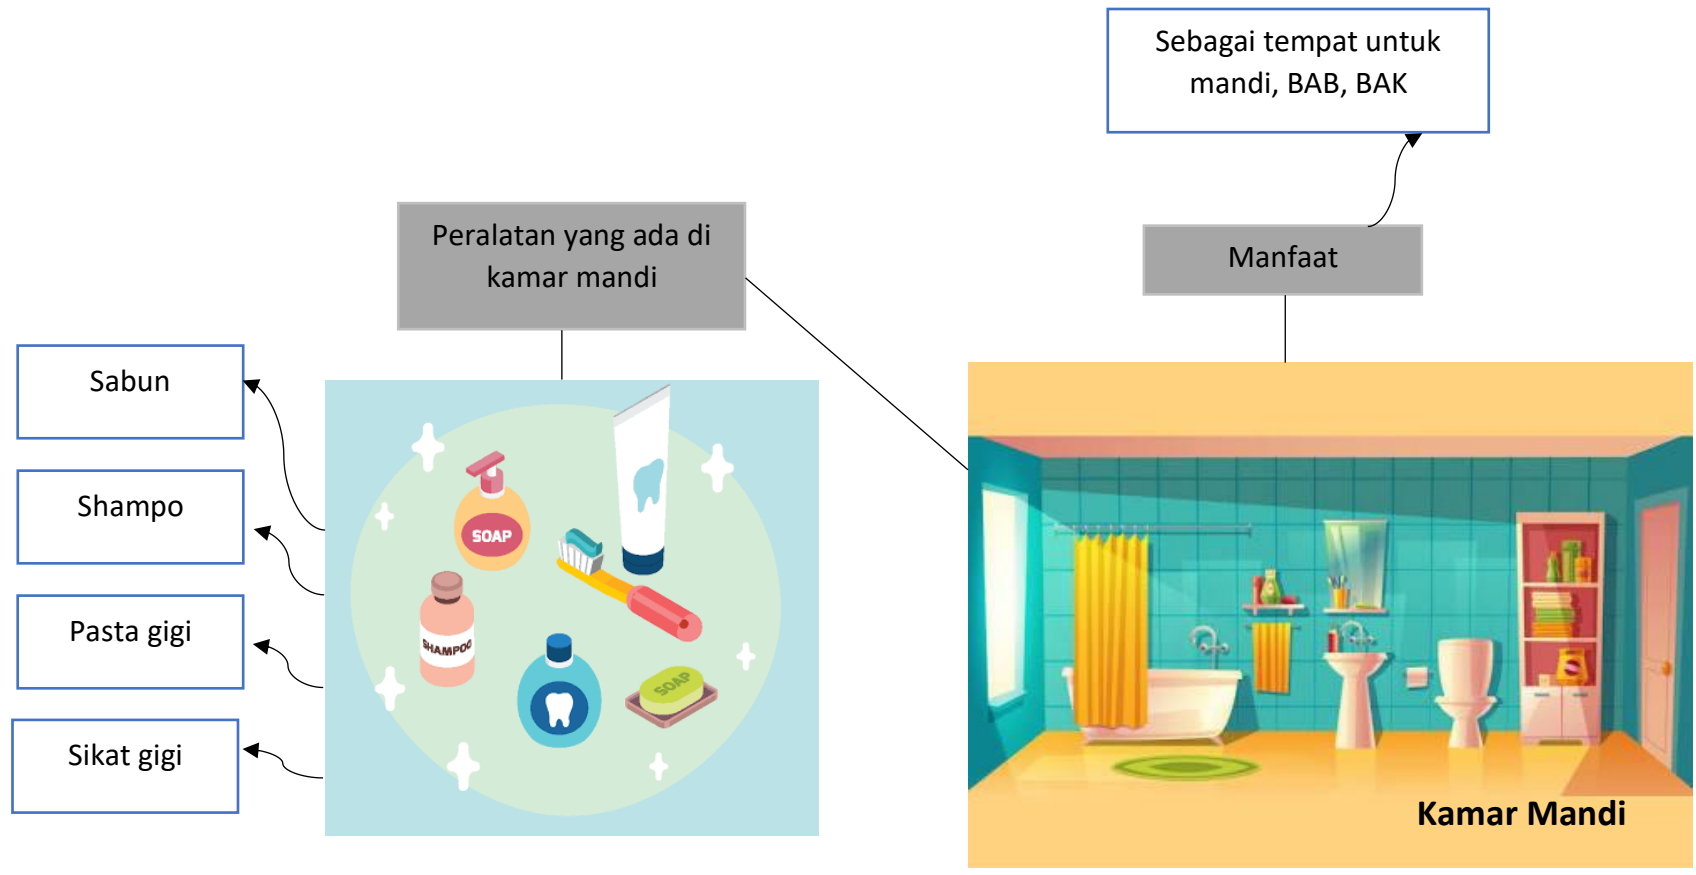 Sebagai tempat untuk
mandi, BAB, BAK
Peralatan yang ada di
kamar mandi
Manfaat
Sabun
Shampo
Pasta gigi
Sikat gigi
SOAP
SHAMPOO
SOAP
Kamar Mandi